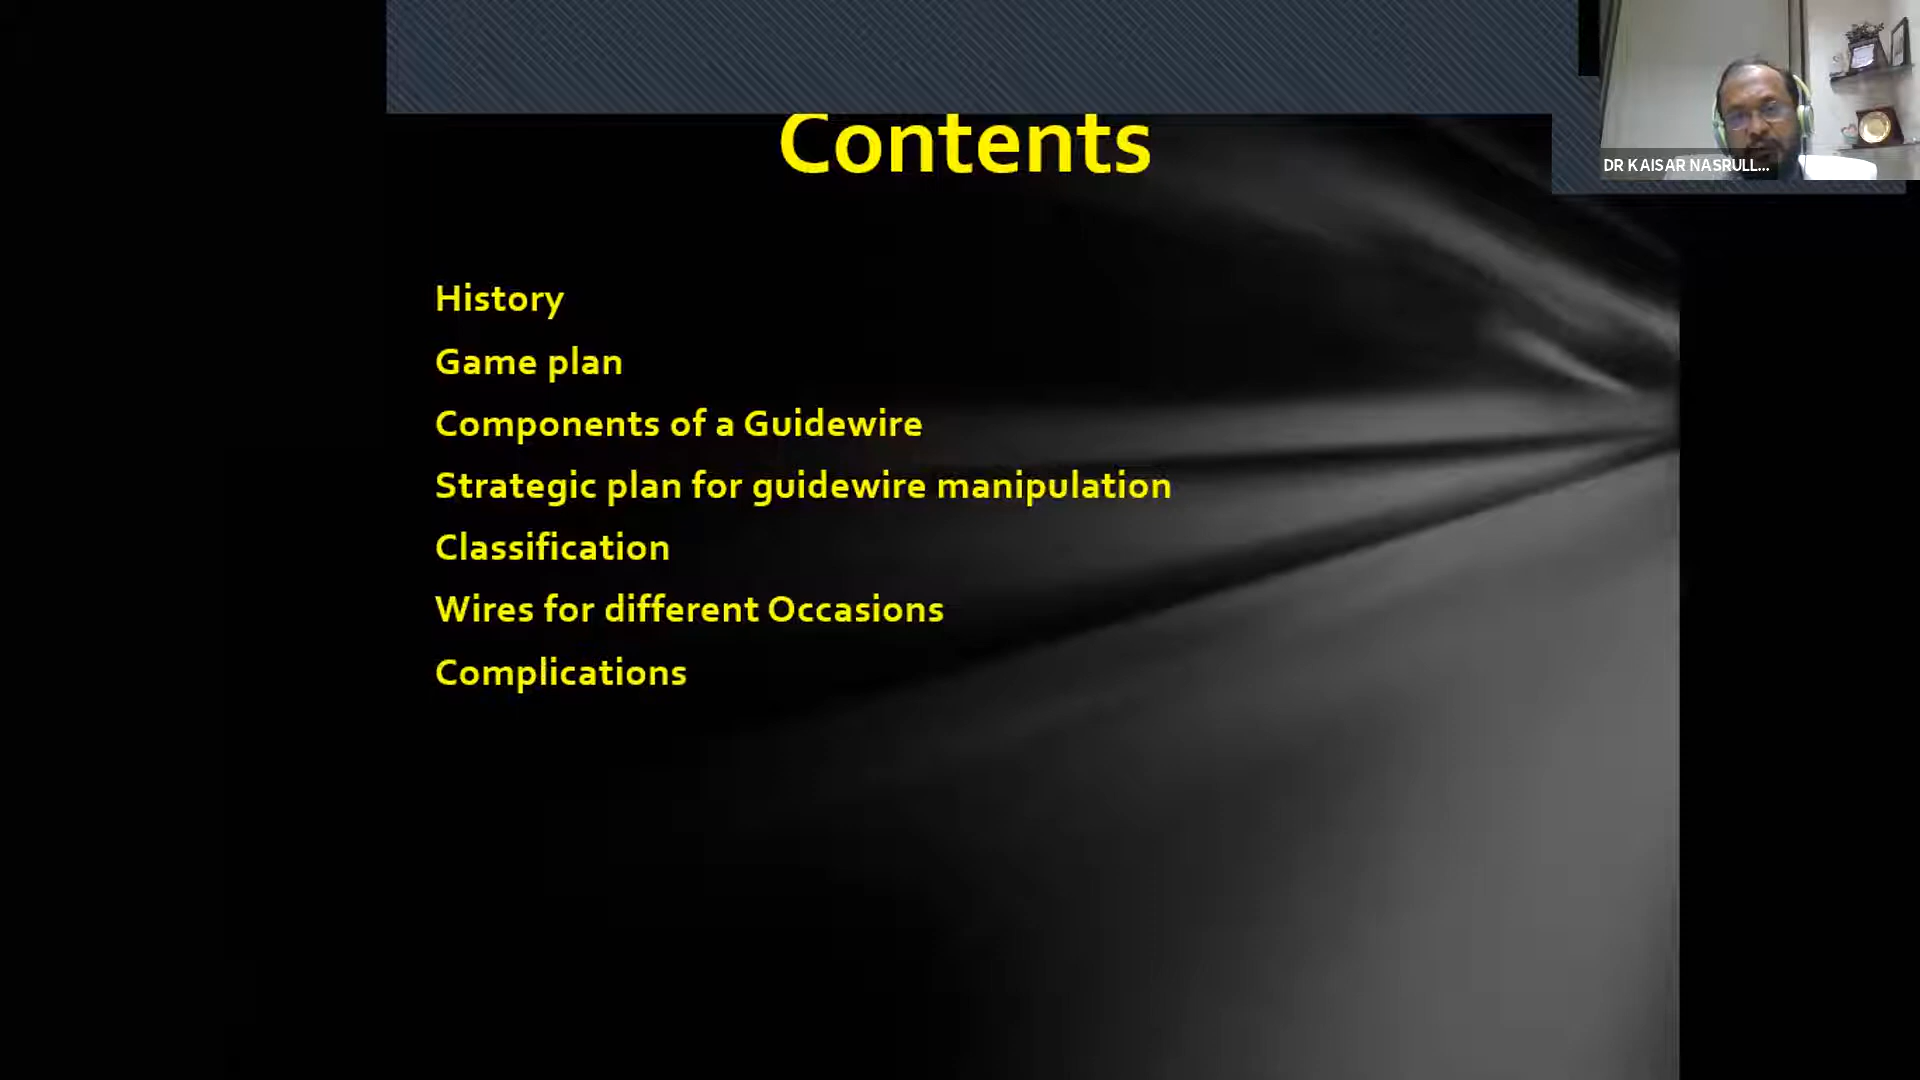 Contents
DR KAISAR NASRULL...
History
Game plan
Components of a Guidewire
Strategic plan for guidewire manipulation
Classification
Wires for different Occasions
Complications